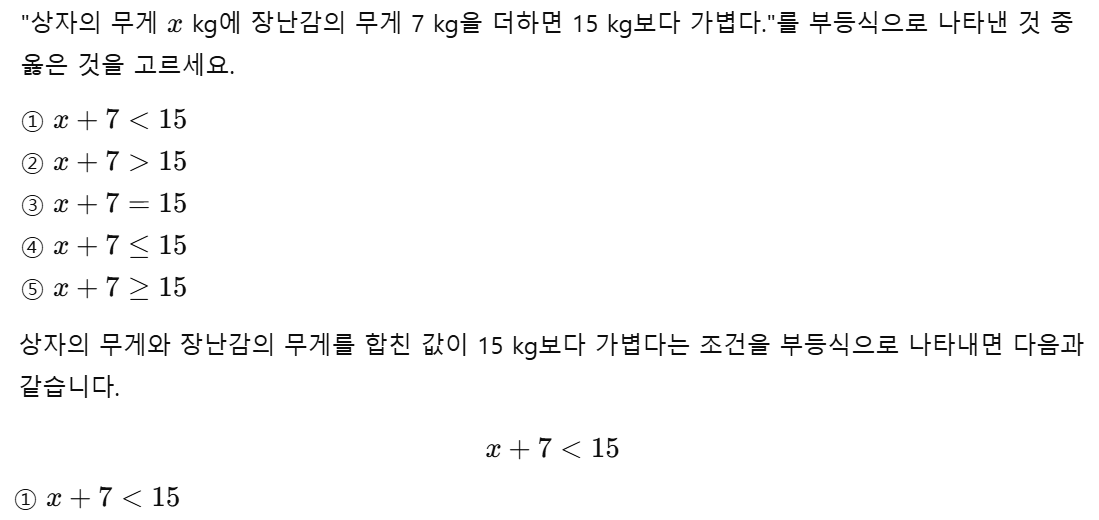 "상자의 무게 x kg에 장난감의 무게 7 kg을 더하면 15 kg보다 가볍다."를 부등식으로 나타낸 것 중
옳은 것을 고르세요.
① x + 7 < 15
② x + 7 > 15
③ x + 7 = 15
④ x + 7 ≤ 15
⑤ x + 7 ≥ 15
상자의 무게와 장난감의 무게를 합친 값이 15 kg보다 가볍다는 조건을 부등식으로 나타내면 다음과
같습니다.
x + 7 < 15
① x + 7 < 15